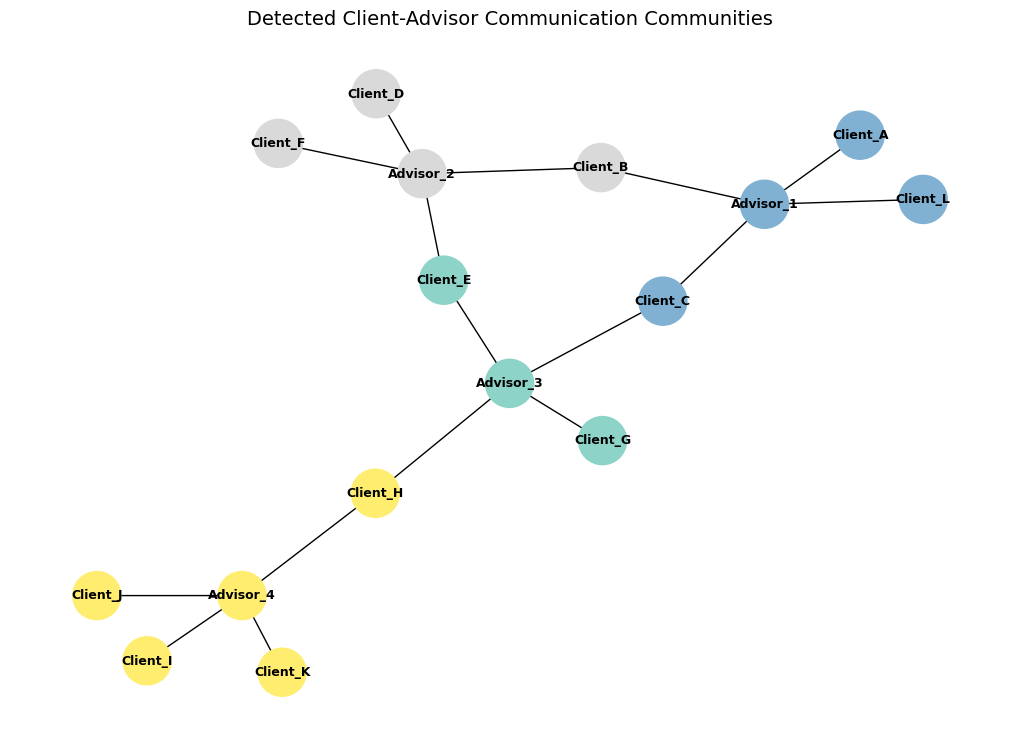 Detected Client-Advisor Communication Communities
Client_D
Client_A
Client_F
Client_B
Advisor_2
Client_L
Advisor_1
Client_E
Client_C
Advisor_3
Client_G
Client_H
Client_J
Advisor_4
Client_I
Client_K